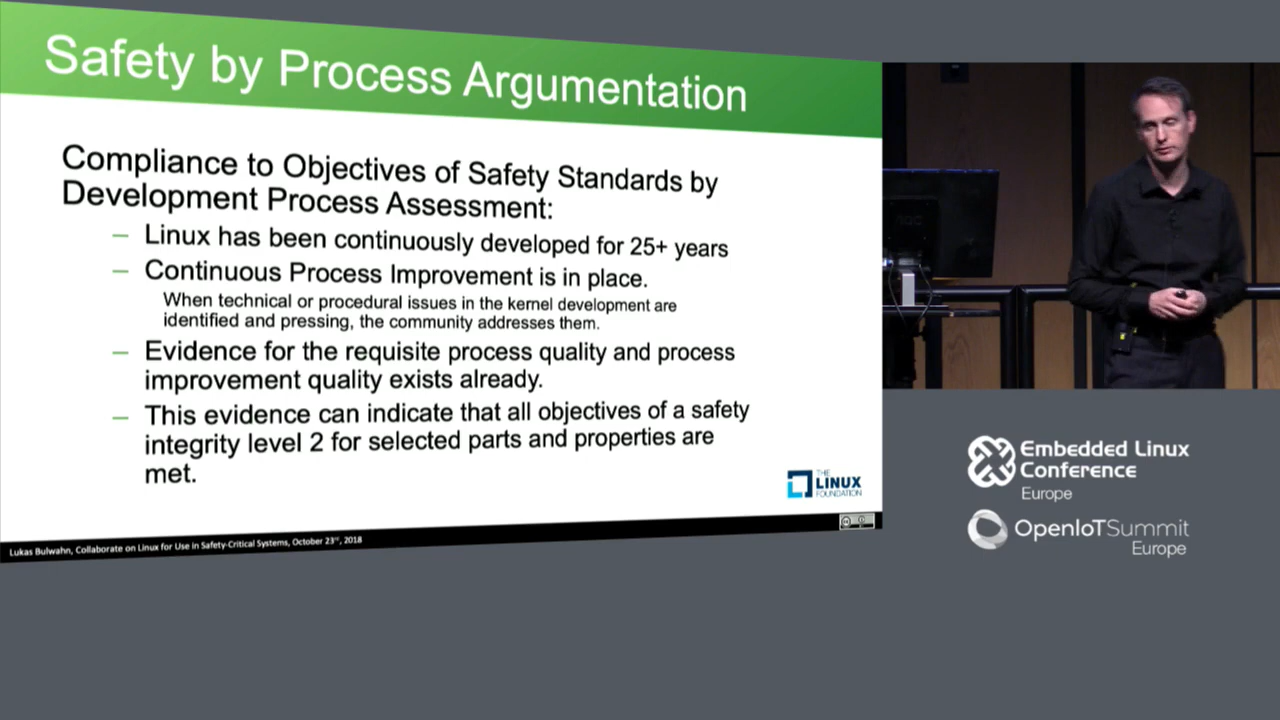 Safety by Process Argumentation
Compliance to Objectives of Safety Standards by
Development Process Assessment:
– Linux has been continuously developed for 25+ years
– Continuous Process Improvement is in place.
When technical or procedural issues in the kernel development are
identified and pressing, the community addresses them.
– Evidence for the requisite process quality and process
improvement quality exists already.
– This evidence can indicate that all objectives of a safety
integrity level 2 for selected parts and properties are
met.
THE
LINUX
FOUNDATION
Lukas Bulwahn, Collaborate on Linux for Use in Safety-Critical Systems, October 23rd, 2018
Embedded Linux
Conference
Europe
OpenIoTSummit
Europe